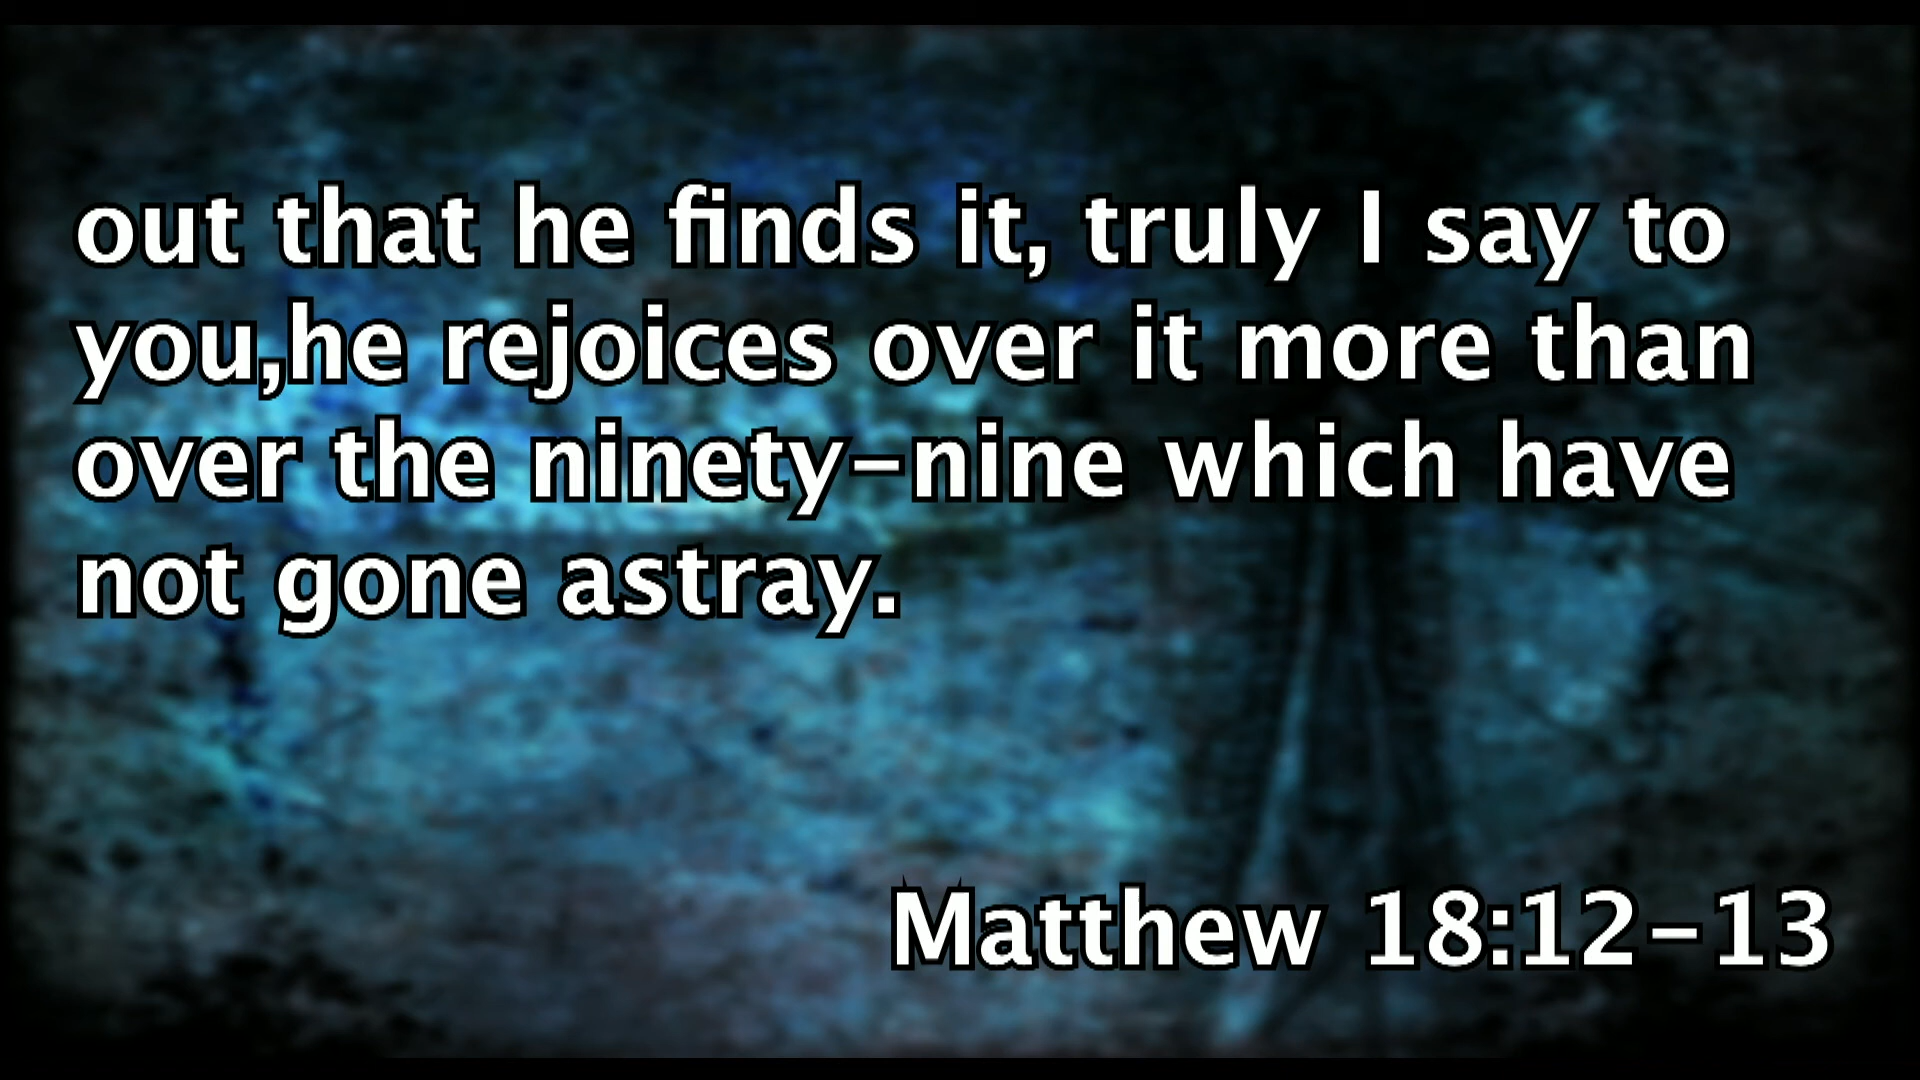 out that he finds it, truly I say to
you,he rejoices over it more than
over the ninety-nine which have
not gone astray.
Matthew 18:12-13